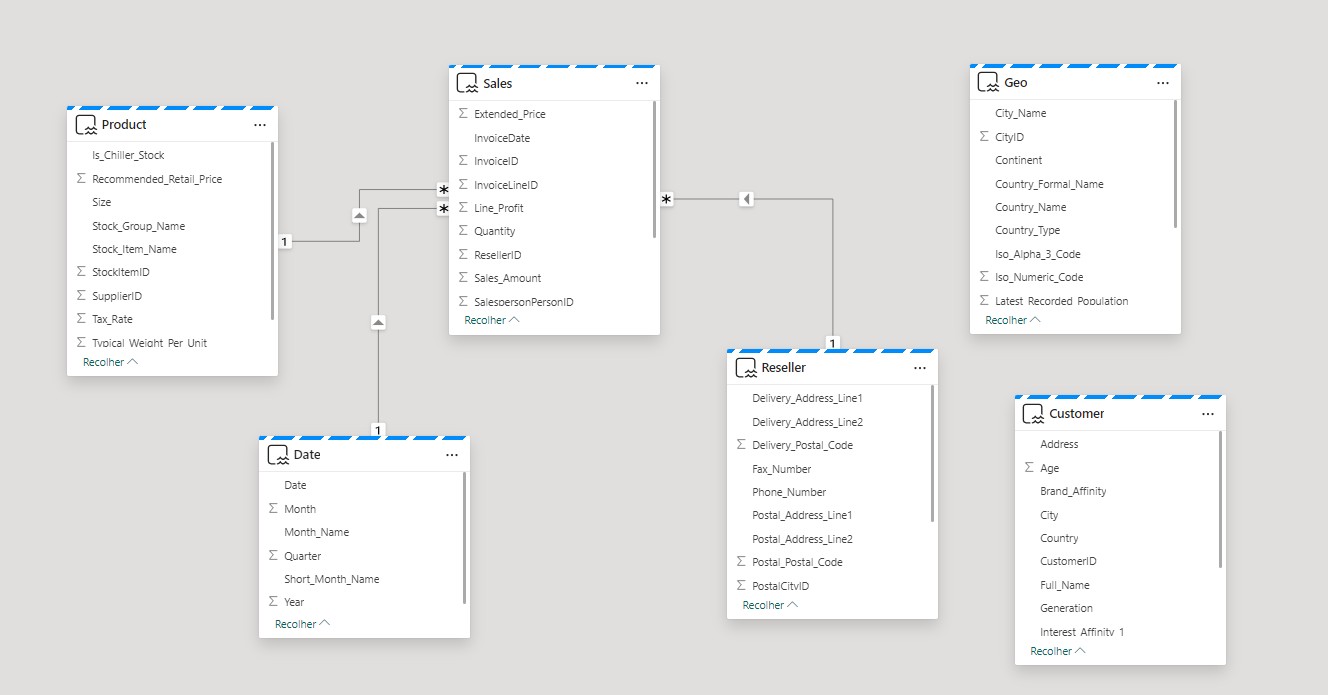 Product
...
Is_Chiller_Stock
Σ Recommended_Retail_Price
Size
Stock_Group_Name
Stock_Item_Name
Σ StockItemID
Σ SupplierID
Σ Tax_Rate
Σ Typical_Weight_Per_Unit
Recolher
1
Sales
...
Σ Extended_Price
InvoiceDate
Σ InvoiceID
Σ InvoiceLineID
Σ Line_Profit
Σ Quantity
Σ ResellerID
Σ Sales_Amount
Σ SalespersonPersonID
Recolher
*
*
*
Geo
...
City_Name
Σ CityID
Continent
Country_Formal_Name
Country_Name
Country_Type
Iso_Alpha_3_Code
Σ Iso_Numeric_Code
Σ Latest_Recorded_Population
Recolher
1
Date
...
Date
Σ Month
Month_Name
Σ Quarter
Short_Month_Name
Σ Year
Recolher
1
Reseller
...
Delivery_Address_Line1
Delivery_Address_Line2
Σ Delivery_Postal_Code
Fax_Number
Phone_Number
Postal_Address_Line1
Postal_Address_Line2
Σ Postal_Postal_Code
Σ PostalCityID
Recolher
Customer
...
Address
Σ Age
Brand_Affinity
City
Country
CustomerID
Full_Name
Generation
Interest_Affinity_1
Recolher